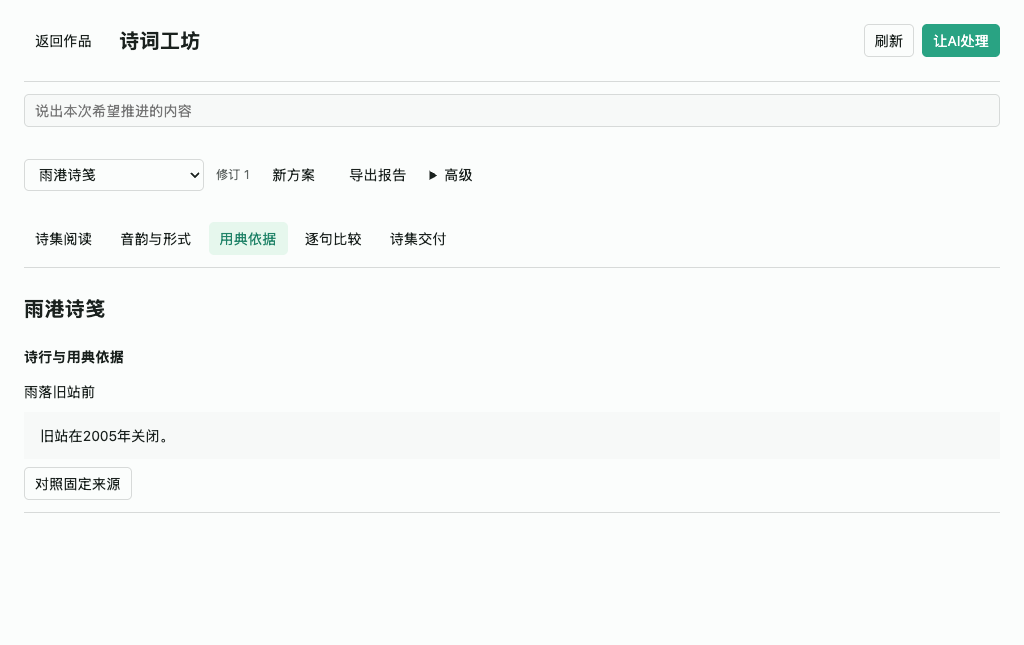 返回作品 诗词工坊 刷新 让AI处理
说出本次希望推进的内容
雨港诗笺 修订 1 新方案 导出报告 ▶ 高级
诗集阅读 音韵与形式 用典依据 逐句比较 诗集交付
雨港诗笺
诗行与用典依据
雨落旧站前
旧站在2005年关闭。
对照固定来源